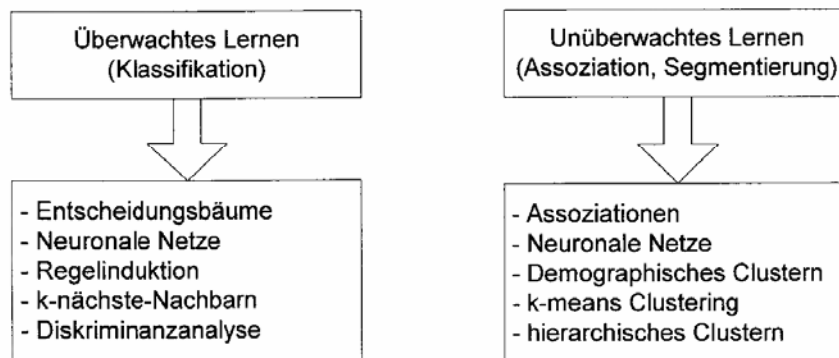 Überwachtes Lernen
(Klassifikation)
- Entscheidungsbäume
- Neuronale Netze
- Regelinduktion
- k-nächste-Nachbarn
- Diskriminanzanalyse
Unüberwachtes Lernen
(Assoziation, Segmentierung)
- Assoziationen
- Neuronale Netze
- Demographisches Clustern
- k-means Clustering
- hierarchisches Clustern